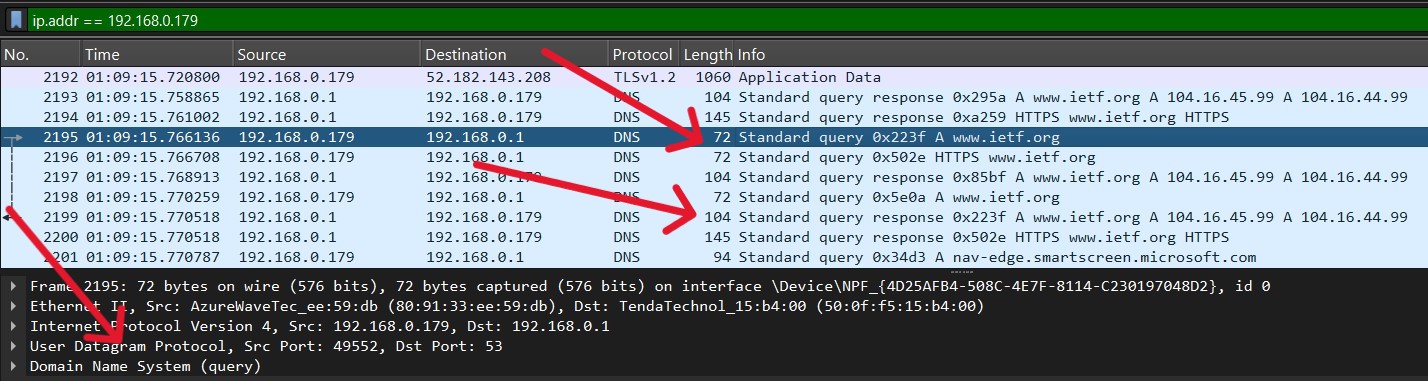 ip.addr == 192.168.0.179
No. Time Source Destination Protocol Length Info
2192 01:09:15.720800 192.168.0.179 52.182.143.208 TLSv1.2 1060 Application Data
2193 01:09:15.758865 192.168.0.1 192.168.0.179 DNS 104 Standard query response 0x295a A www.ietf.org A 104.16.45.99 A 104.16.44.99
2194 01:09:15.761002 192.168.0.1 192.168.0.179 DNS 145 Standard query response 0xa259 HTTPS www.ietf.org HTTPS
2195 01:09:15.766136 192.168.0.179 192.168.0.1 DNS 72 Standard query 0x223f A www.ietf.org
2196 01:09:15.766708 192.168.0.179 192.168.0.1 DNS 72 Standard query 0x502e HTTPS www.ietf.org
2197 01:09:15.768913 192.168.0.1 192.168.0.179 DNS 104 Standard query response 0x85bf A www.ietf.org A 104.16.45.99 A 104.16.44.99
2198 01:09:15.770259 192.168.0.179 192.168.0.1 DNS 72 Standard query 0x5e0a A www.ietf.org
2199 01:09:15.770518 192.168.0.1 192.168.0.179 DNS 104 Standard query response 0x223f A www.ietf.org A 104.16.45.99 A 104.16.44.99
2200 01:09:15.770518 192.168.0.1 192.168.0.179 DNS 145 Standard query response 0x502e HTTPS www.ietf.org HTTPS
2201 01:09:15.770787 192.168.0.179 192.168.0.1 DNS 94 Standard query 0x34d3 A nav-edge.smartscreen.microsoft.com
Frame 2195: 72 bytes on wire (576 bits), 72 bytes captured (576 bits) on interface \Device\NPF_{4D25AFB4-508C-4E7F-8114-C230197048D2}, id 0
Ethernet II, Src: AzureWaveTec_ee:59:db (80:91:33:ee:59:db), Dst: TendaTechnol_15:b4:00 (50:0f:f5:15:b4:00)
Internet Protocol Version 4, Src: 192.168.0.179, Dst: 192.168.0.1
User Datagram Protocol, Src Port: 49552, Dst Port: 53
Domain Name System (query)